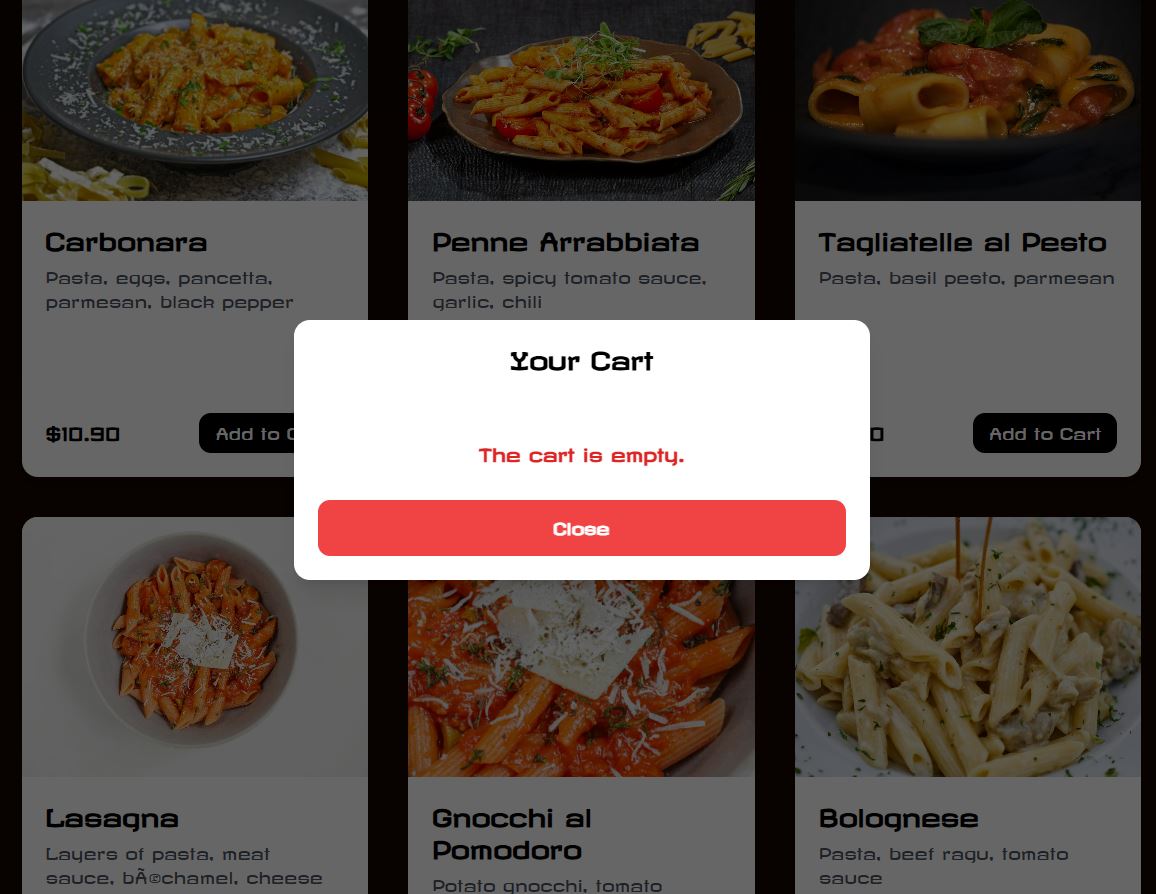 Carbonara
Pasta, eggs, pancetta,
parmesan, black pepper
$10.90
Add to
Penne Arrabbiata
Pasta, spicy tomato sauce,
garlic, chili
Tagliatelle al Pesto
Pasta, basil pesto, parmesan
Add to Cart
Your Cart
The cart is empty.
Close
Lasagna
Layers of pasta, meat
sauce, bÃ©chamel, cheese
Gnocchi al
Pomodoro
Potato gnocchi, tomato
Bolognese
Pasta, beef ragu, tomato
sauce